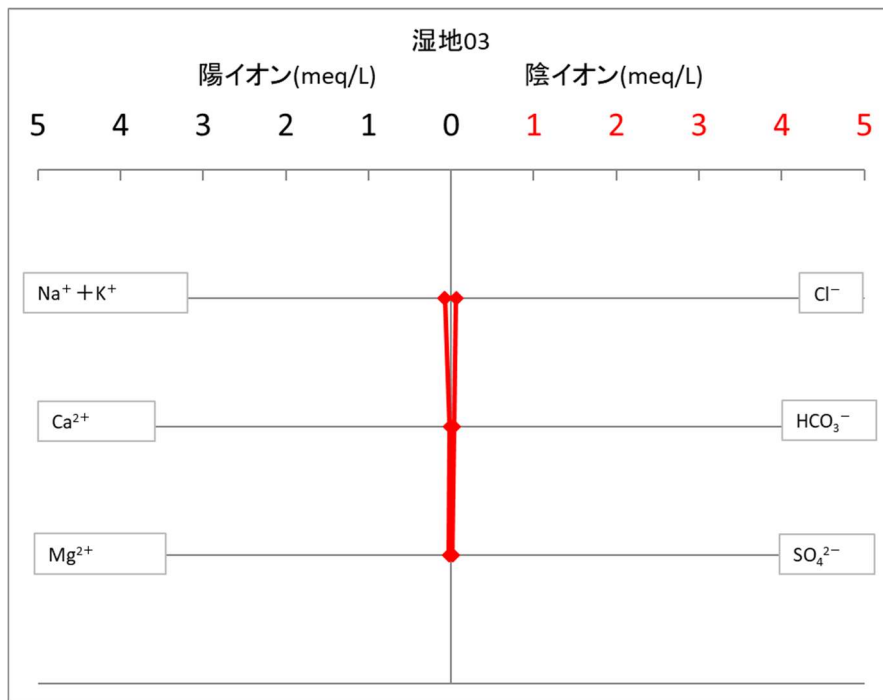 湿地03
陽イオン(meq/L) 陰イオン(meq/L)
5 4 3 2 1 0 1 2 3 4 5
Na⁺＋K⁺ Cl⁻
Ca²⁺ HCO₃⁻
Mg²⁺ SO₄²⁻